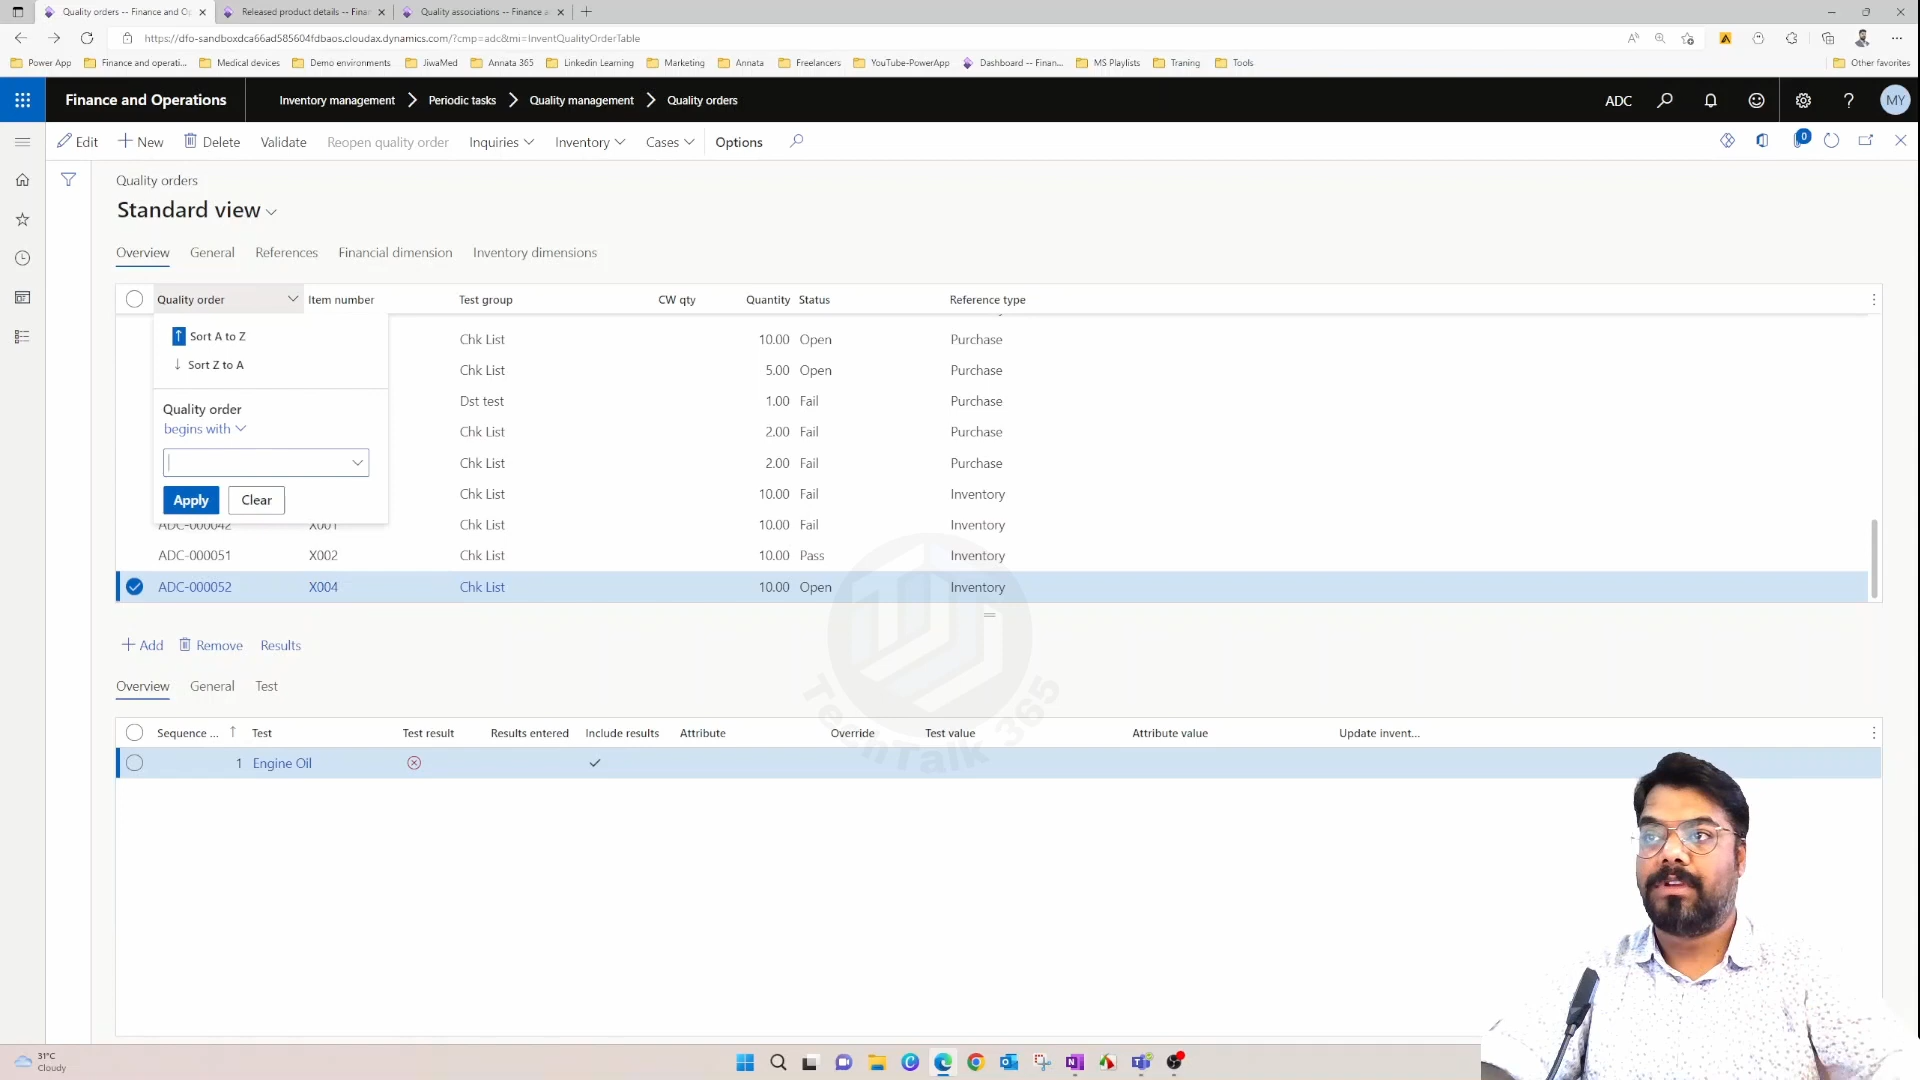 Quality orders -- Finance and Op
Released product details -- Finan
Quality associations -- Finance a
https://dfo-sandboxdca66ad585604fdbaos.cloudax.dynamics.com/?cmp=adc&mi=InventQualityOrderTable
Power App
Finance and operati...
Medical devices
Demo environments
JiwaMed
Annata 365
Linkedin Learning
Marketing
Annata
Freelancers
YouTube-PowerApp
Dashboard -- Finan...
MS Playlists
Traning
Tools
Other favorites
Finance and Operations
Inventory management
Periodic tasks
Quality management
Quality orders
ADC
?
MY
Edit
New
Delete
Validate
Reopen quality order
Inquiries
Inventory
Cases
Options
0
Quality orders
Standard view
Overview General References Financial dimension Inventory dimensions
Quality order Item number Test group CW qty Quantity Status Reference type
Sort A to Z
Sort Z to A
Quality order
begins with
Apply Clear
Chk List 10.00 Open Purchase
Chk List 5.00 Open Purchase
Dst test 1.00 Fail Purchase
Chk List 2.00 Fail Purchase
Chk List 2.00 Fail Purchase
Chk List 10.00 Fail Inventory
ADC-000042 X001 Chk List 10.00 Fail Inventory
ADC-000051 X002 Chk List 10.00 Pass Inventory
ADC-000052 X004 Chk List 10.00 Open Inventory
Add Remove Results
Overview General Test
Sequence ... Test Test result Results entered Include results Attribute Override Test value Attribute value Update invent...
1 Engine Oil
TechTalk 365
31°C
Cloudy